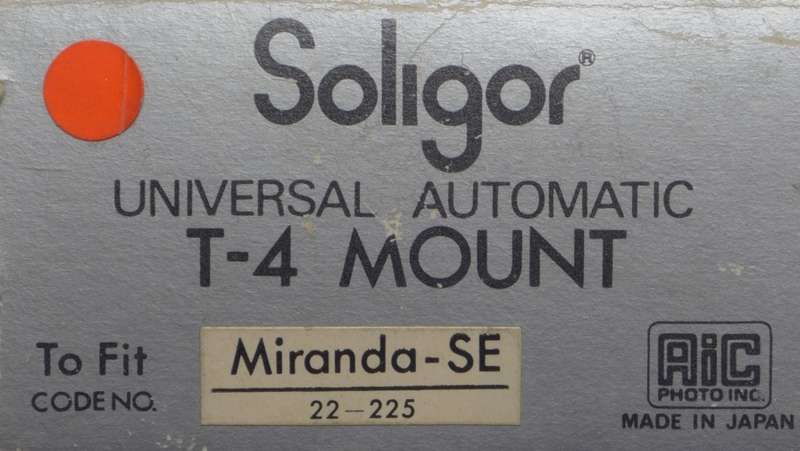 Soligor®
UNIVERSAL AUTOMATIC
T-4 MOUNT
To Fit Miranda-SE
CODE NO. 22-225
AiC
PHOTO INC.
MADE IN JAPAN